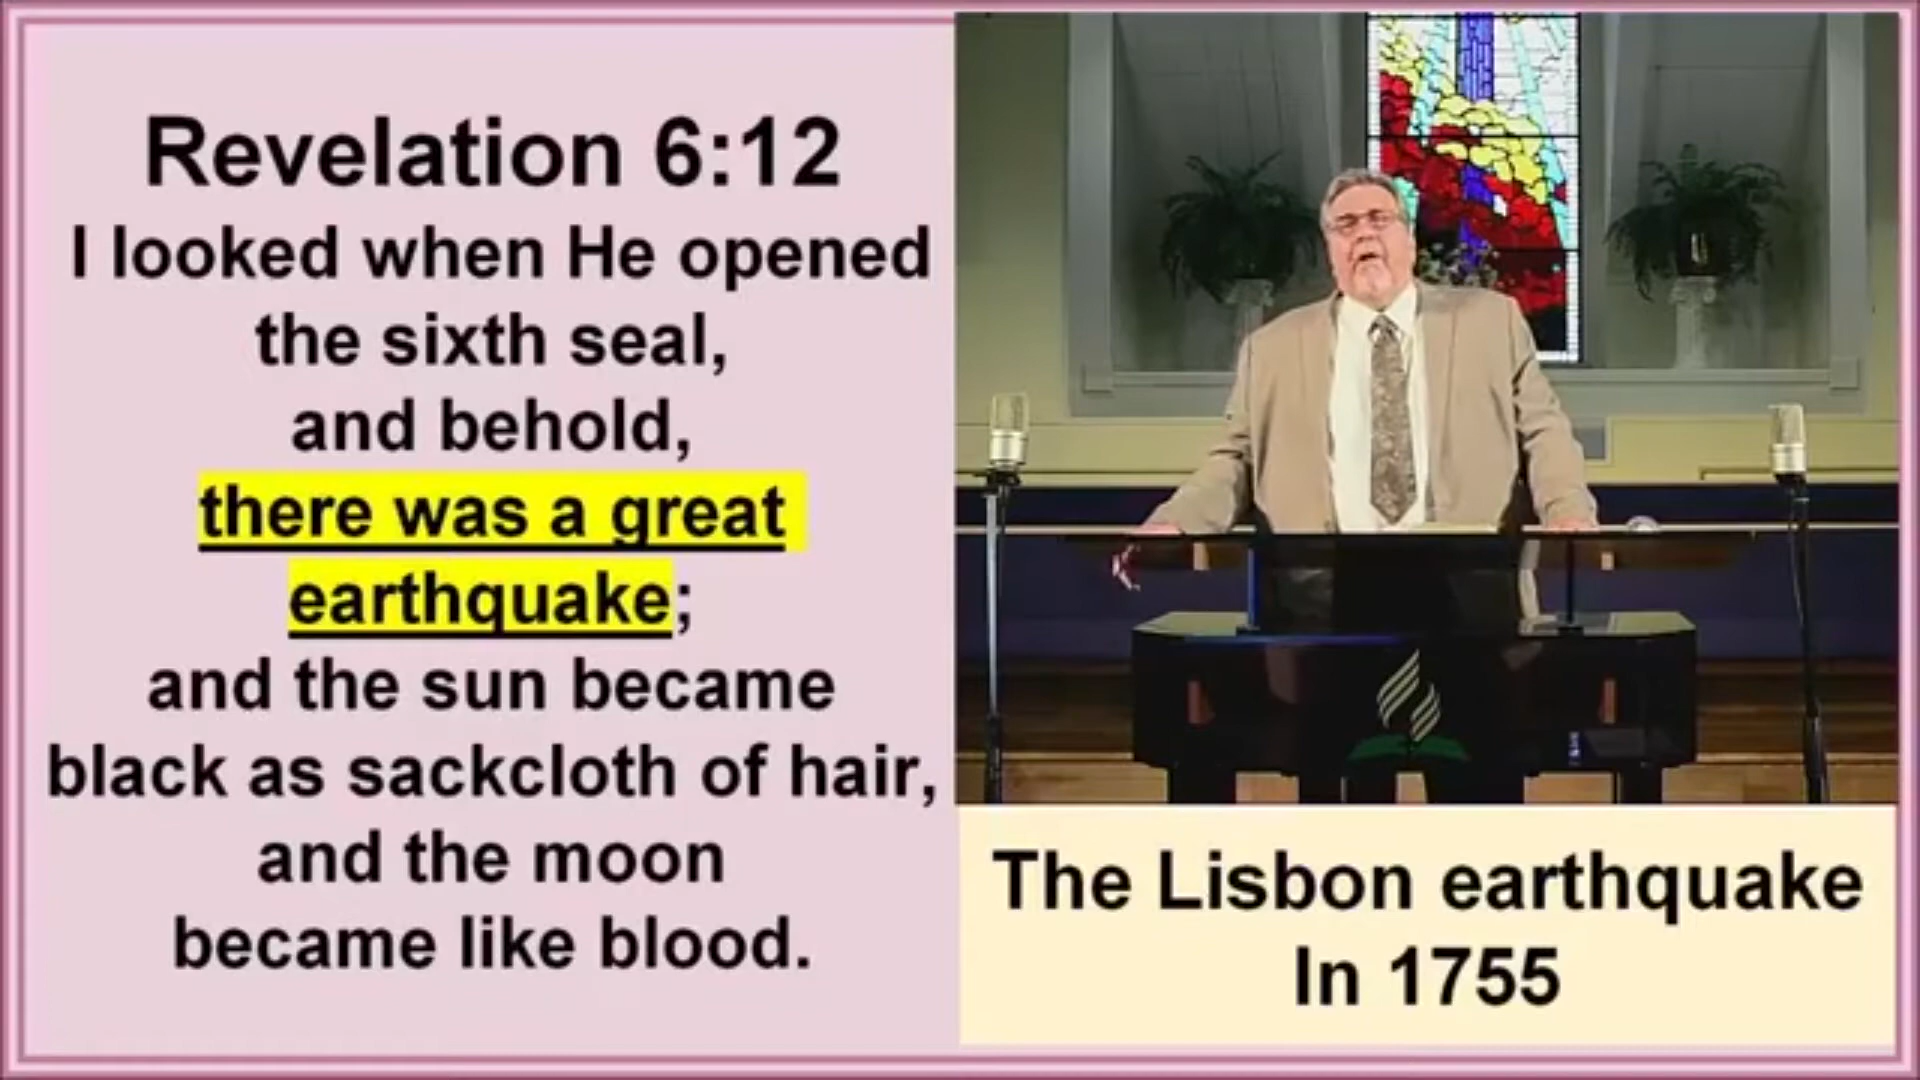 Revelation 6:12
I looked when He opened
the sixth seal,
and behold,
there was a great
earthquake;
and the sun became
black as sackcloth of hair,
and the moon
became like blood.
The Lisbon earthquake
In 1755